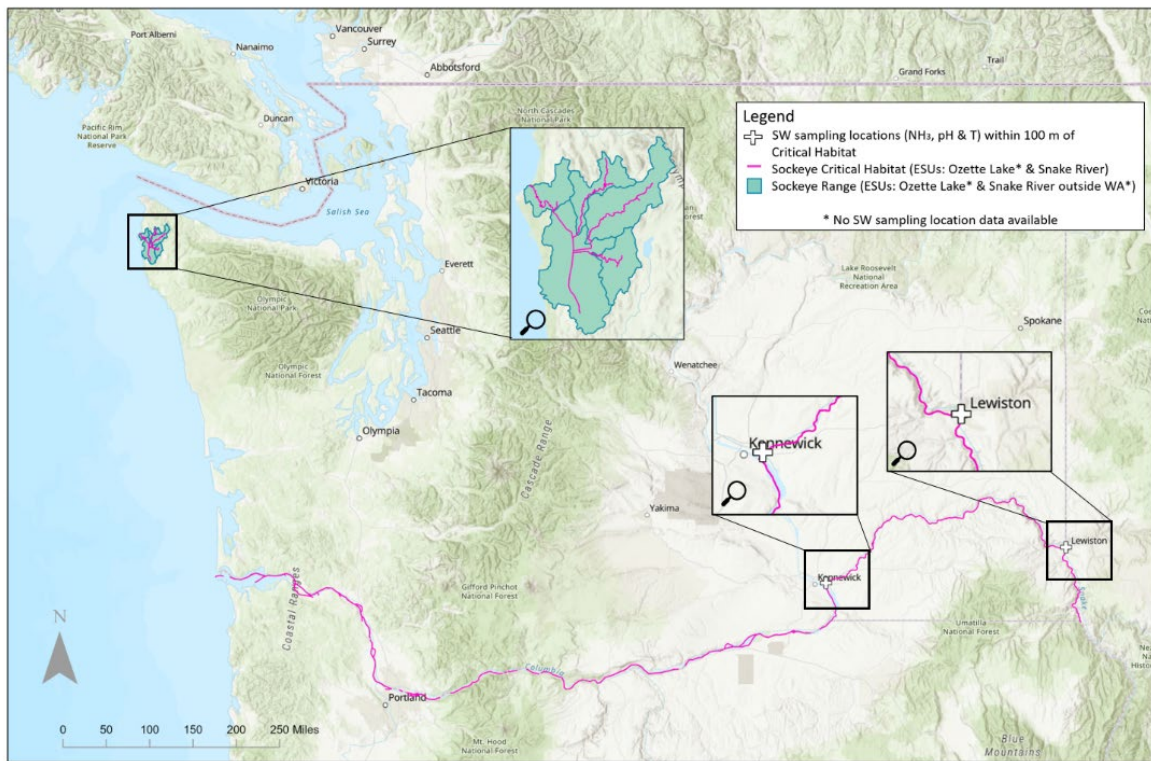 Port Alberni
Nanaimo
Vancouver
Surrey
Abbotsford
Trail
Grand Forks
Duncan
Pacific Rim
National Park
Reserve
North Cascades
National Park
Victoria
Salish Sea
Legend
SW sampling locations (NH₃, pH & T) within 100 m of
Critical Habitat
Sockeye Critical Habitat (ESUs: Ozette Lake* & Snake River)
Sockeye Range (ESUs: Ozette Lake* & Snake River outside WA*)
* No SW sampling location data available
Everett
Lake Roosevelt
National
Recreation Area
Olympic
National Park
Seattle
Spokane
Olympic
National Forest
Wenatchee
Tacoma
Olympia
Cascade Range
Lewiston
Kennewick
Yakima
Lewiston
Kennewick
Snake
Coastal Ranges
Gifford Pinchot
National Forest
Umatilla
National Forest
N
Columbia
Portland
0 50 100 150 200 250 Miles
Mt. Hood
National Forest
Blue
Mountains